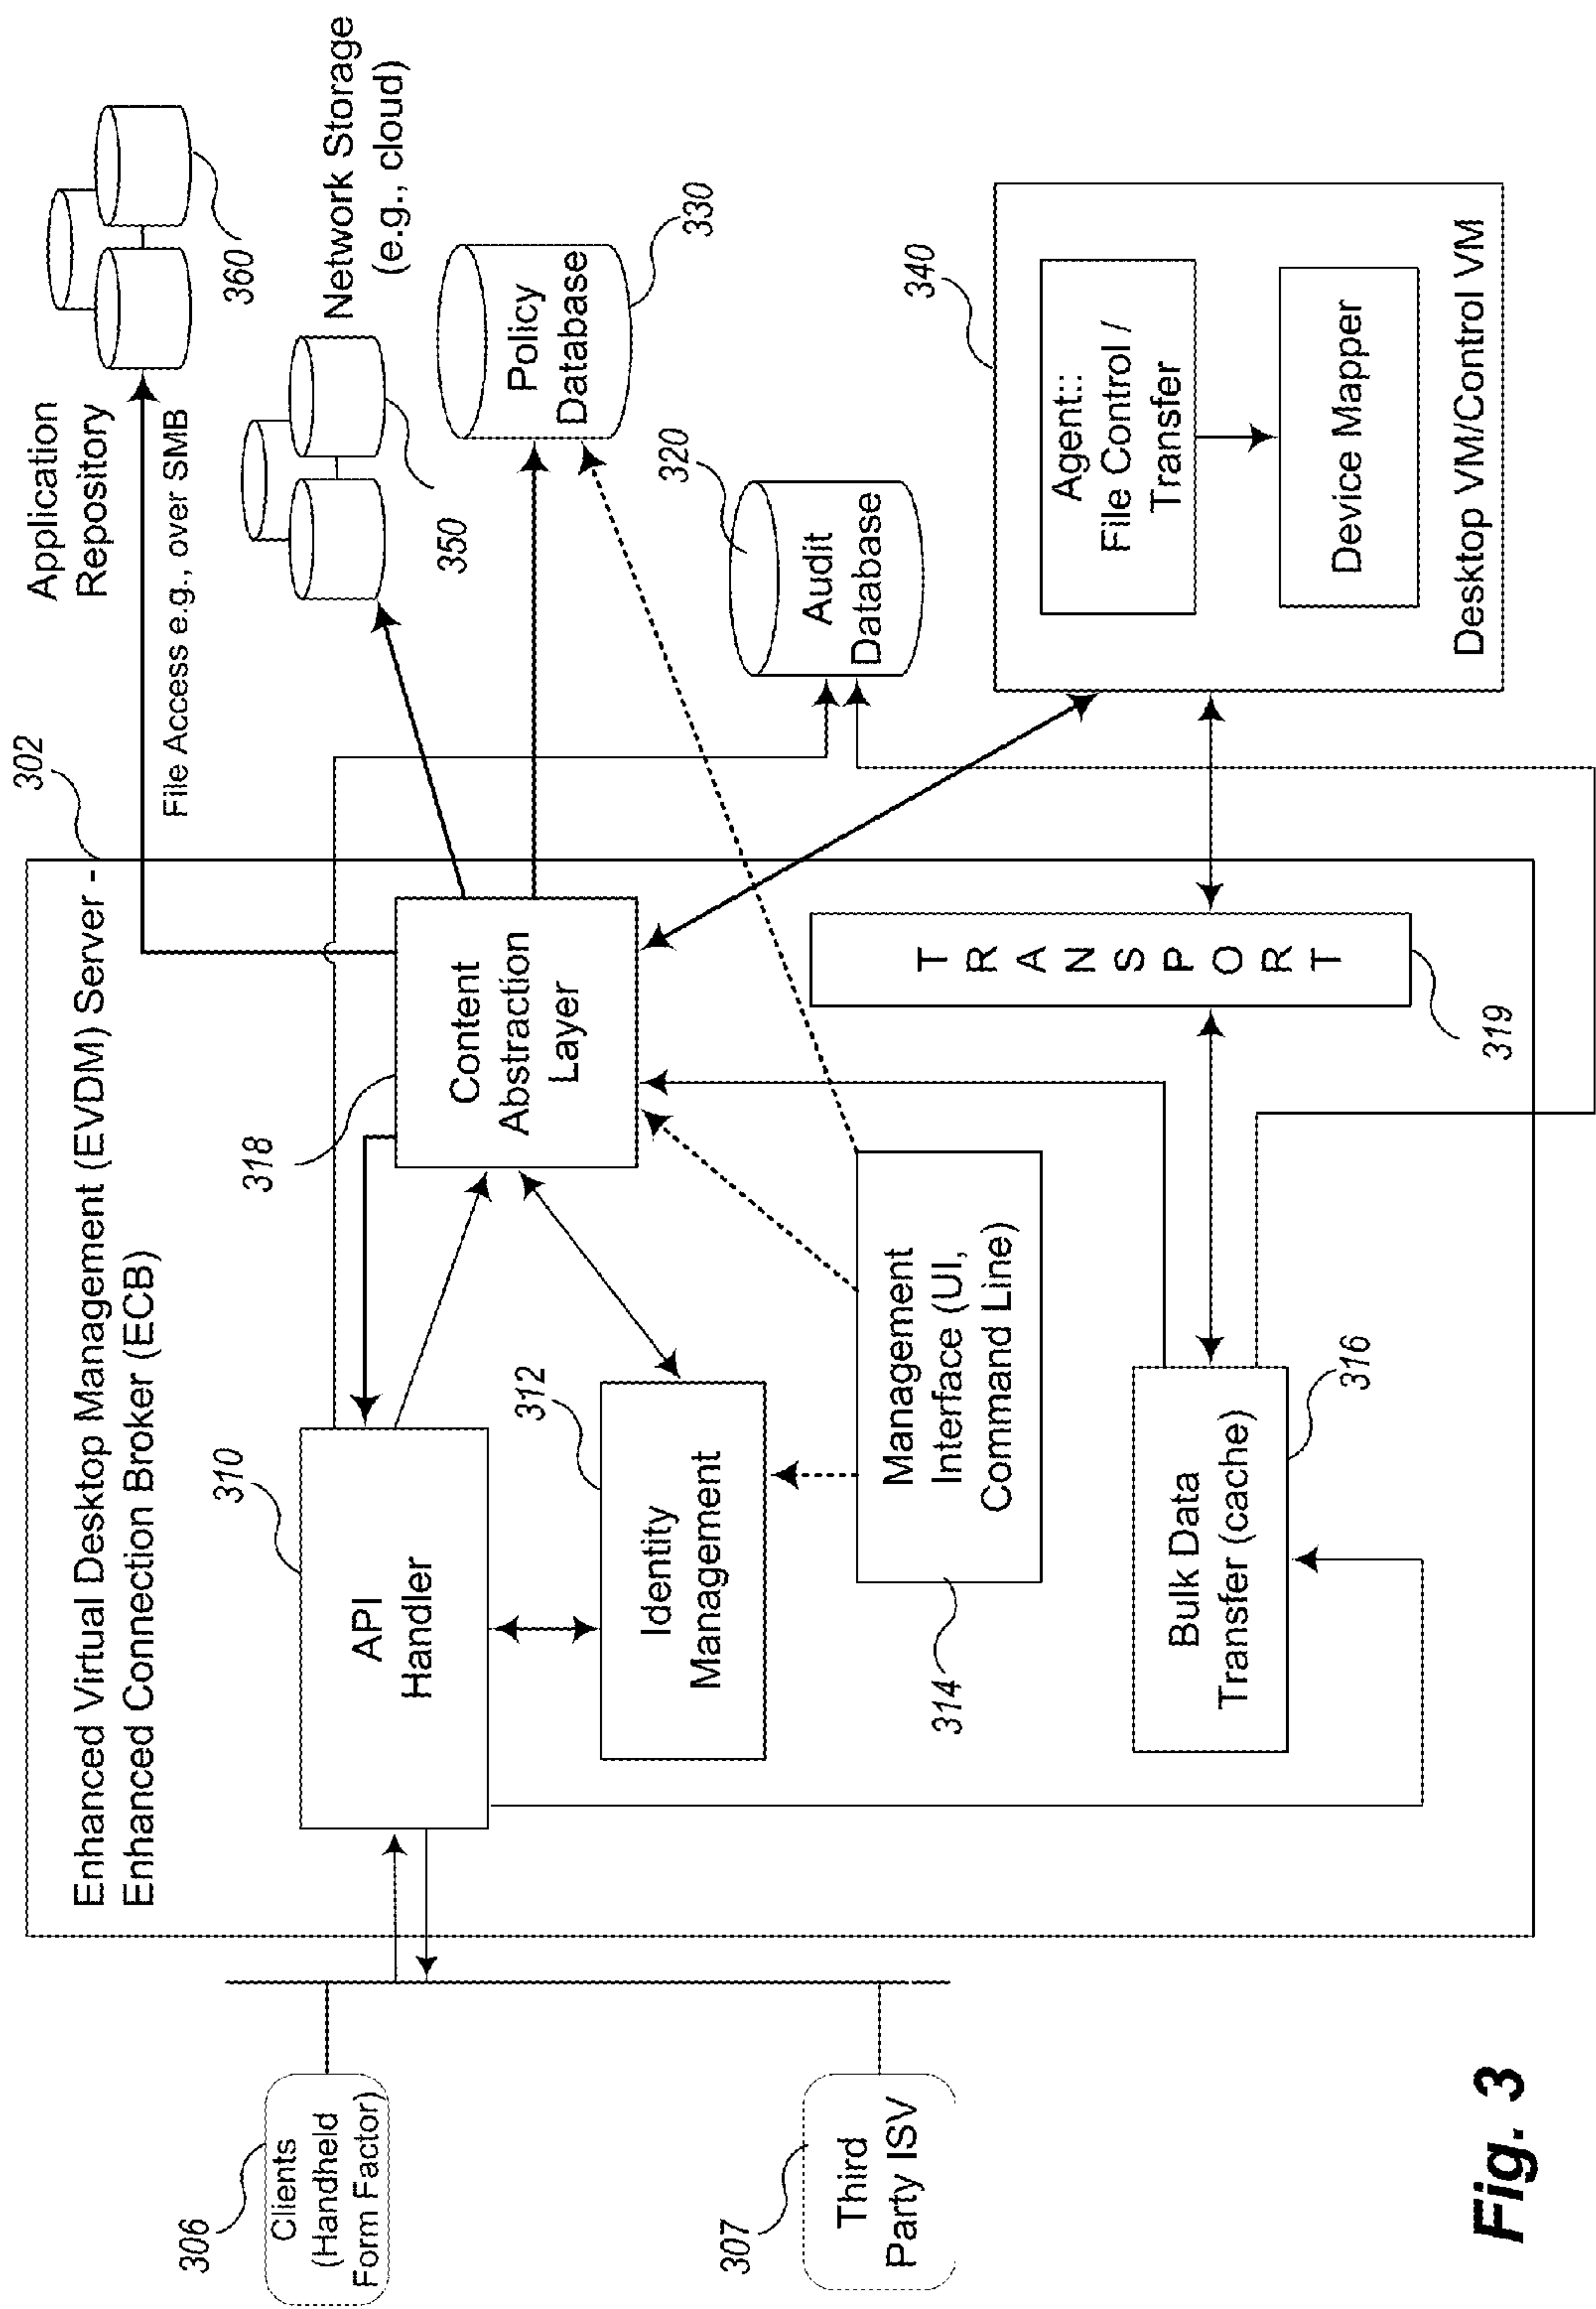 302
Enhanced Virtual Desktop Management (EVDM) Server -
Enhanced Connection Broker (ECB)
Application
Repository
File Access e.g., over SMB
360
Network Storage
(e.g., cloud)
350
306
Clients
(Handheld
Form Factor)
307
Third
Party ISV
310
API
Handler
312
Identity
Management
314
Management
Interface (UI,
Command Line)
316
Bulk Data
Transfer (cache)
318
Content
Abstraction
Layer
TRANSPORT
319
Policy
Database
330
320
Audit
Database
340
Agent::
File Control /
Transfer
Device Mapper
Desktop VM/Control VM
Fig. 3